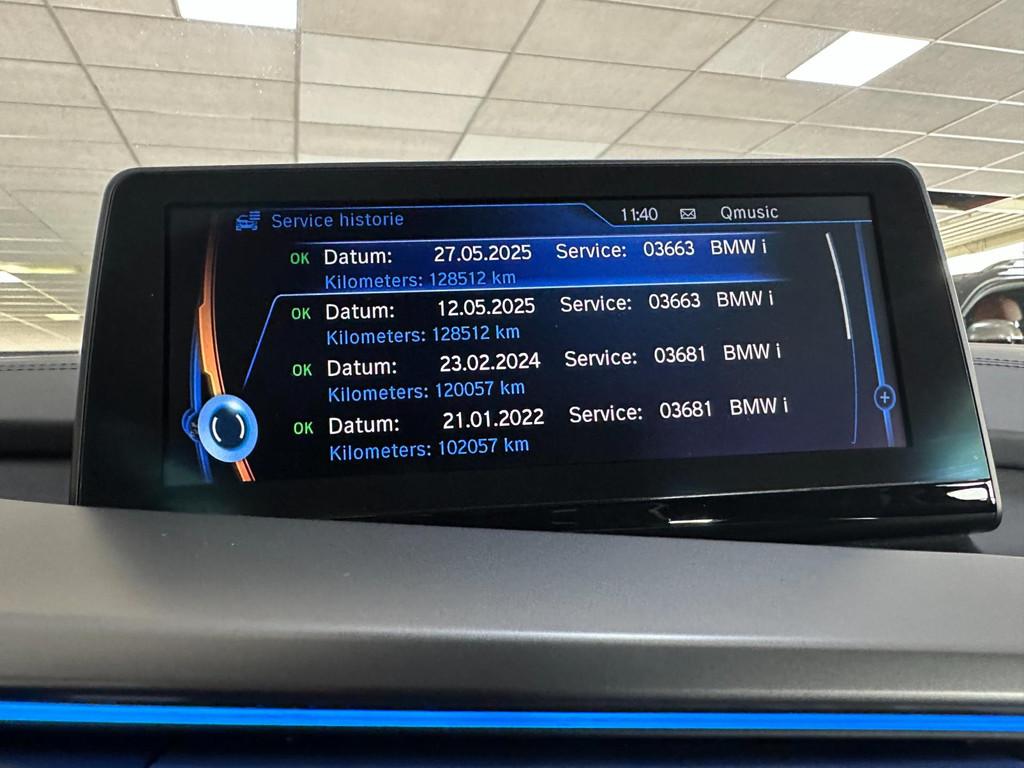 Service historie 11:40 Qmusic
OK Datum: 27.05.2025 Service: 03663 BMW i
Kilometers: 128512 km
OK Datum: 12.05.2025 Service: 03663 BMW i
Kilometers: 128512 km
OK Datum: 23.02.2024 Service: 03681 BMW i
Kilometers: 120057 km
OK Datum: 21.01.2022 Service: 03681 BMW i
Kilometers: 102057 km